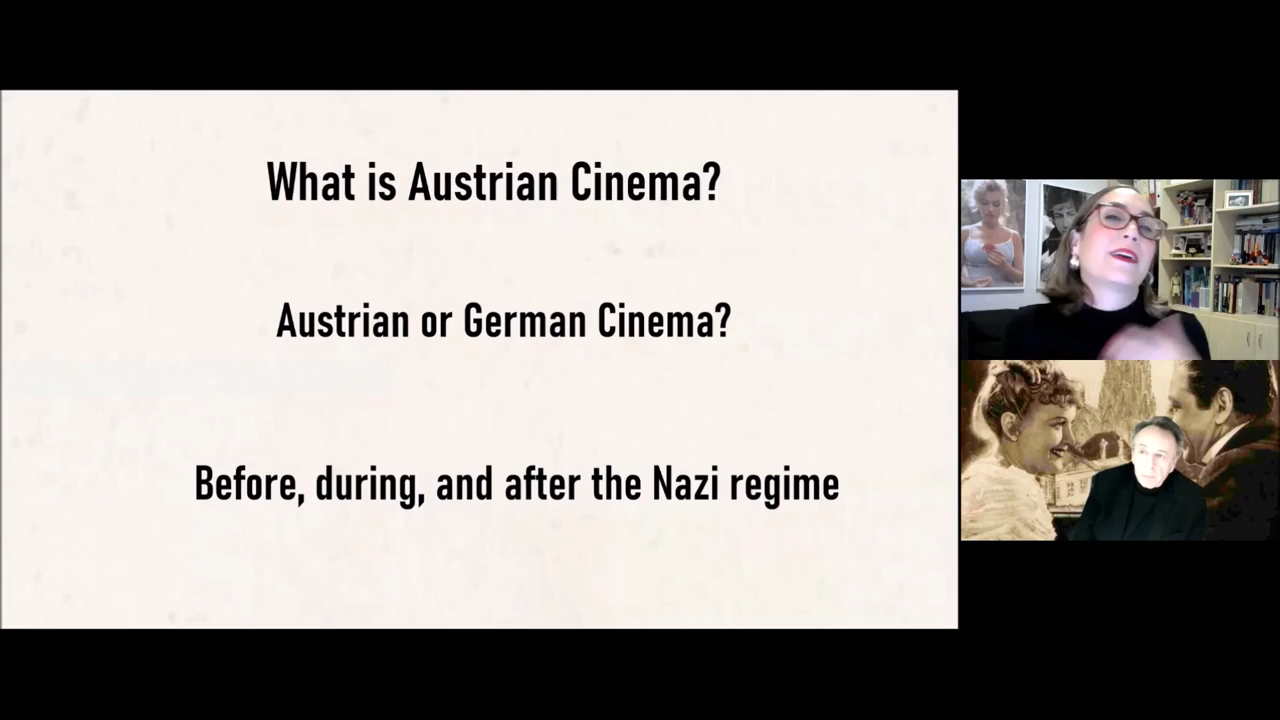 What is Austrian Cinema?
Austrian or German Cinema?
Before, during, and after the Nazi regime